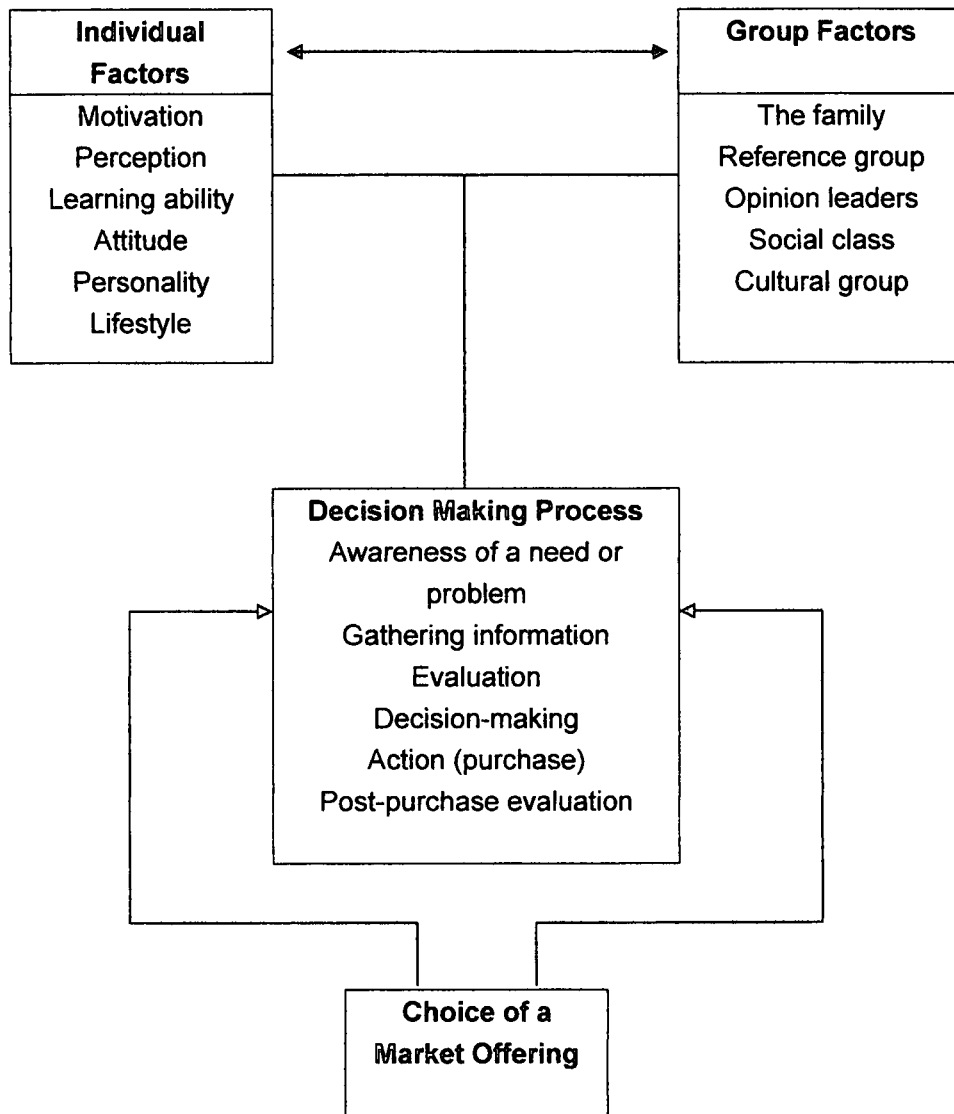 Individual
Factors
Motivation
Perception
Learning ability
Attitude
Personality
Lifestyle
Group Factors
The family
Reference group
Opinion leaders
Social class
Cultural group
Decision Making Process
Awareness of a need or
problem
Gathering information
Evaluation
Decision-making
Action (purchase)
Post-purchase evaluation
Choice of a
Market Offering